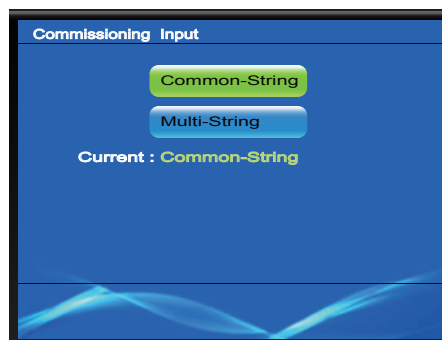 Commissioning Input
Common-String
Multi-String
Current : Common-String